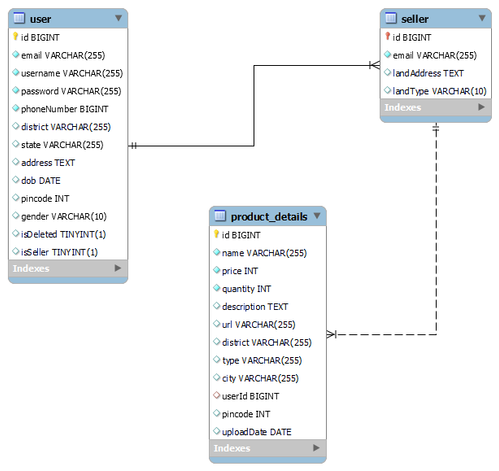 user
id BIGINT
email VARCHAR(255)
username VARCHAR(255)
password VARCHAR(255)
phoneNumber BIGINT
district VARCHAR(255)
state VARCHAR(255)
address TEXT
dob DATE
pincode INT
gender VARCHAR(10)
isDeleted TINYINT(1)
isSeller TINYINT(1)
Indexes
seller
id BIGINT
email VARCHAR(255)
landAddress TEXT
landType VARCHAR(10)
Indexes
product_details
id BIGINT
name VARCHAR(255)
price INT
quantity INT
description TEXT
url VARCHAR(255)
district VARCHAR(255)
type VARCHAR(255)
city VARCHAR(255)
userId BIGINT
pincode INT
uploadDate DATE
Indexes